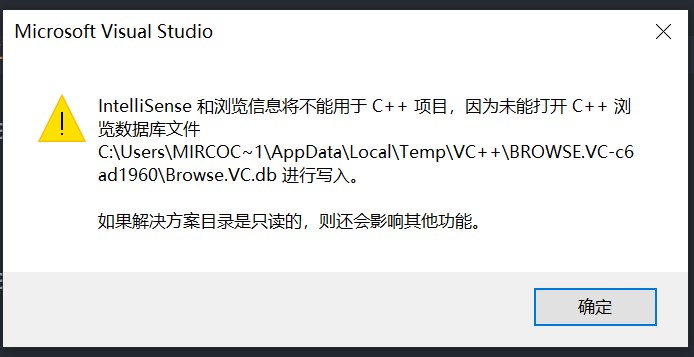 Microsoft Visual Studio
IntelliSense 和浏览信息将不能用于 C++ 项目，因为未能打开 C++ 浏
览数据库文件
C:\Users\MIRCOC~1\AppData\Local\Temp\VC++\BROWSE.VC-c6
ad1960\Browse.VC.db 进行写入。
如果解决方案目录是只读的，则还会影响其他功能。
确定